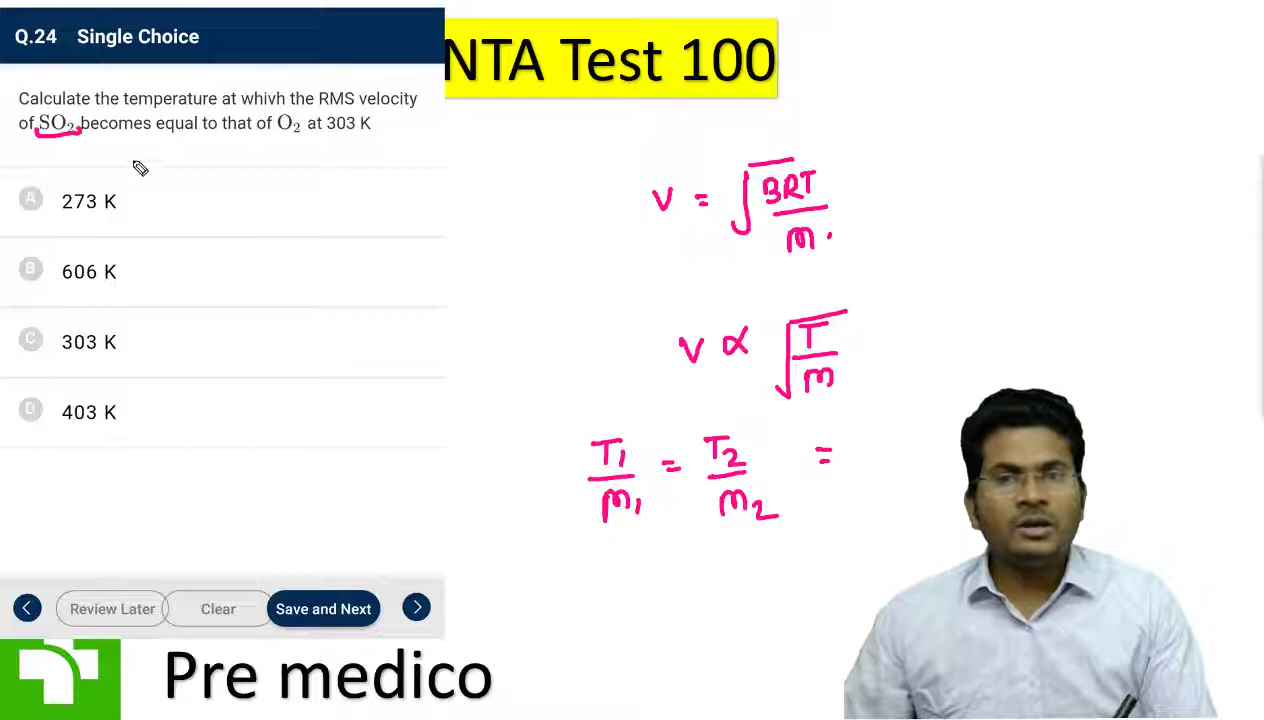 Q.24 Single Choice
NTA Test 100
Calculate the temperature at whivh the RMS velocity
of SO₂ becomes equal to that of O₂ at 303 K
A 273 K
B 606 K
C 303 K
D 403 K
v = √(3RT/m)
v ∝ √(T/m)
T₁/m₁ = T₂/m₂ =
Review Later Clear Save and Next
Pre medico